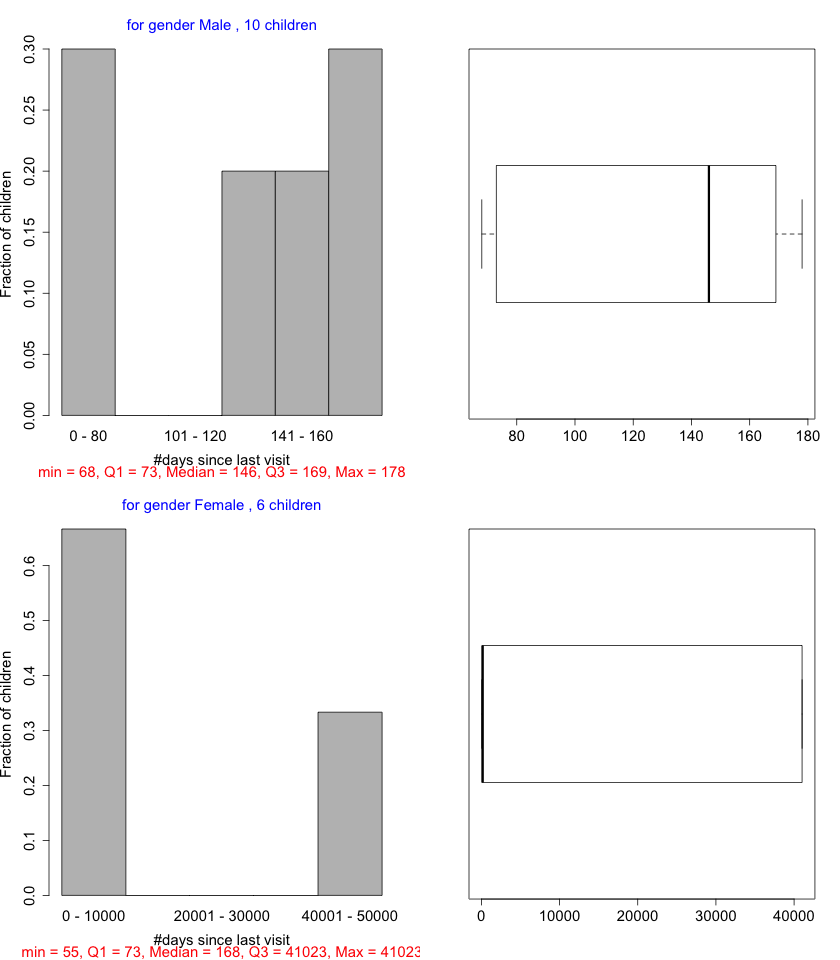 for gender Male , 10 children
Fraction of children
0.00 0.05 0.10 0.15 0.20 0.25 0.30
0 - 80 101 - 120 141 - 160
#days since last visit
min = 68, Q1 = 73, Median = 146, Q3 = 169, Max = 178
80 100 120 140 160 180
for gender Female , 6 children
Fraction of children
0.0 0.1 0.2 0.3 0.4 0.5 0.6
0 - 10000 20001 - 30000 40001 - 50000
#days since last visit
min = 55, Q1 = 73, Median = 168, Q3 = 41023, Max = 41023
0 10000 20000 30000 40000